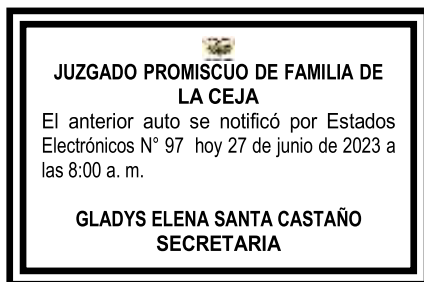 JUZGADO PROMISCUO DE FAMILIA DE
LA CEJA
El anterior auto se notificó por Estados
Electrónicos N° 97 hoy 27 de junio de 2023 a
las 8:00 a. m.
GLADYS ELENA SANTA CASTAÑO
SECRETARIA